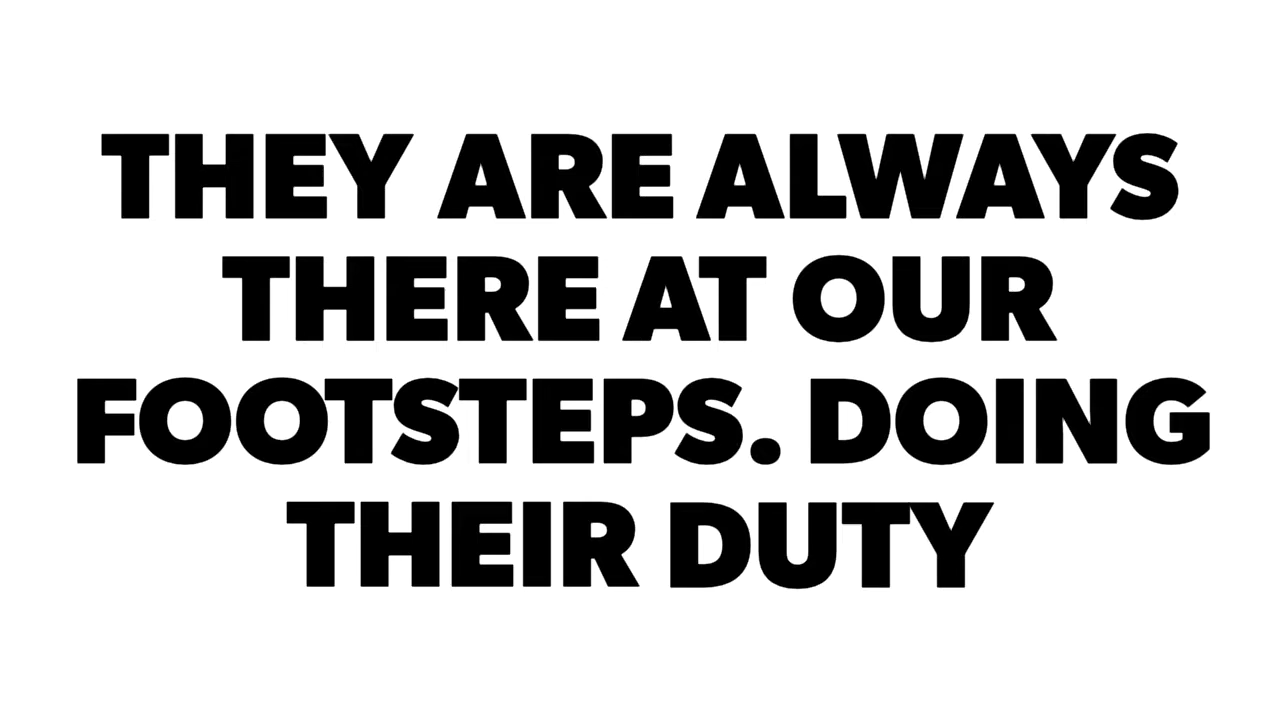 THEY ARE ALWAYS
THERE AT OUR
FOOTSTEPS. DOING
THEIR DUTY